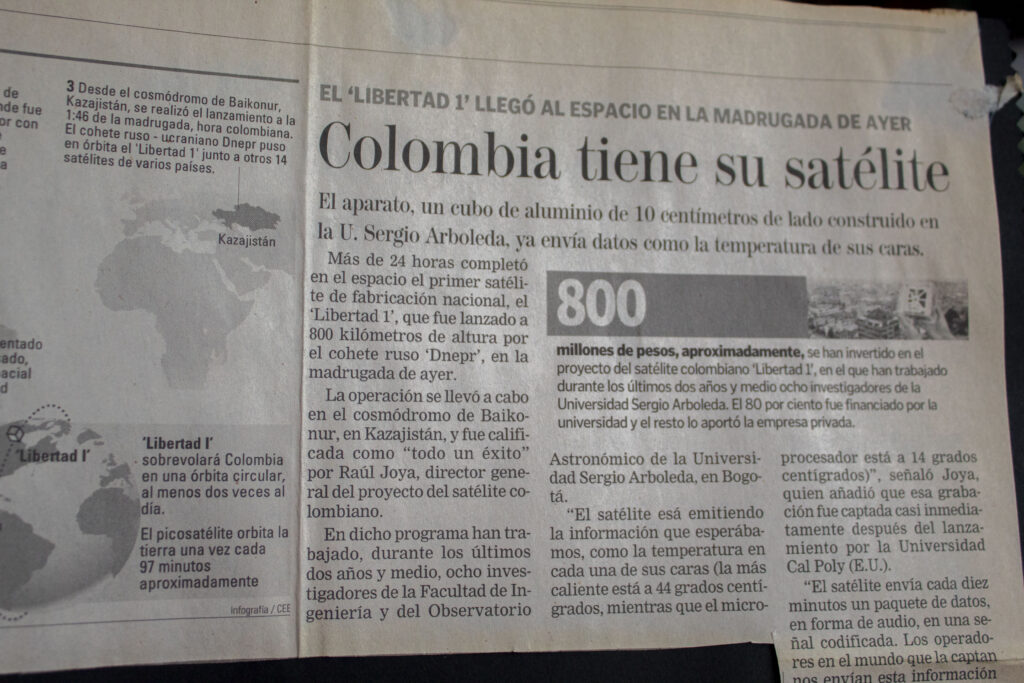 de
nde fue
or con
e
a
3 Desde el cosmódromo de Baikonur,
Kazajistán, se realizó el lanzamiento a la
1:46 de la madrugada, hora colombiana.
El cohete ruso - ucraniano Dnepr puso
en órbita el 'Libertad 1' junto a otros 14
satélites de varios países.
Kazajistán
entado
sado,
acial
d
'Libertad I'
'Libertad I'
sobrevolará Colombia
en una órbita çircular,
al menos dos veces al
día.
El picosatélite orbita la
tierra una vez cada
97 minutos
aproximadamente
infografía / CEE
EL 'LIBERTAD 1' LLEGÓ AL ESPACIO EN LA MADRUGADA DE AYER
Colombia tiene su satélite
El aparato, un cubo de aluminio de 10 centímetros de lado construido en
la U. Sergio Arboleda, ya envía datos como la temperatura de sus caras.
Más de 24 horas completó
en el espacio el primer satéli-
te de fabricación nacional, el
'Libertad 1', que fue lanzado a
800 kilómetros de altura por
el cohete ruso 'Dnepr', en la
madrugada de ayer.
La operación se llevó a cabo
en el cosmódromo de Baiko-
nur, en Kazajistán, y fue califi-
cada como "todo un éxito"
por Raúl Joya, director gene-
ral del proyecto del satélite co-
lombiano.
En dicho programa han tra-
bajado, durante los últimos
dos años y medio, ocho inves-
tigadores de la Facultad de In-
geniería y del Observatorio
800
millones de pesos, aproximadamente, se han invertido en el
proyecto del satélite colombiano 'Libertad 1', en el que han trabajado
durante los últimos dos años y medio ocho investigadores de la
Universidad Sergio Arboleda. El 80 por ciento fue financiado por la
universidad y el resto lo aportó la empresa privada.
Astronómico de la Universi-
dad Sergio Arboleda, en Bogo-
tá.
"El satélite esá emitiendo
la información que esperába-
mos, como la temperatura en
cada una de sus caras (la más
caliente está a 44 grados centí-
grados, mientras que el micro-
procesador está a 14 grados
centígrados)", señaló Joya,
quien añadió que esa graba-
ción fue captada casi inmedia-
tamente después del lanza-
miento por la Universidad
Cal Poly (E.U.).
"El satélite envía cada diez
minutos un paquete de datos,
en forma de audio, en una se-
ñal codificada. Los operado-
res en el mundo que la captan
nos envían esta información